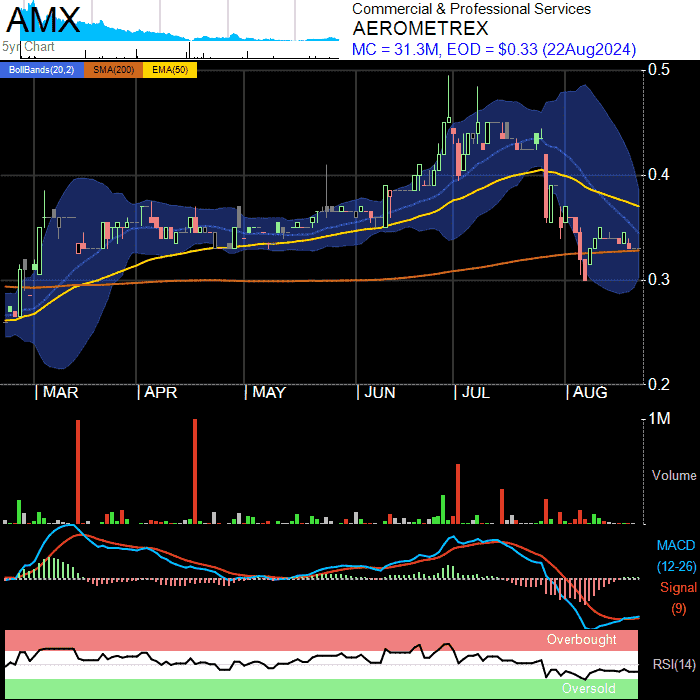 AMX
5yr Chart
Commercial & Professional Services
AEROMETREX
MC = 31.3M, EOD = $0.33 (22Aug2024)
BollBands(20,2) SMA(200) EMA(50)
0.5
0.4
0.3
0.2
MAR APR MAY JUN JUL AUG
1M
Volume
MACD
(12-26)
Signal
(9)
Overbought
RSI(14)
Oversold